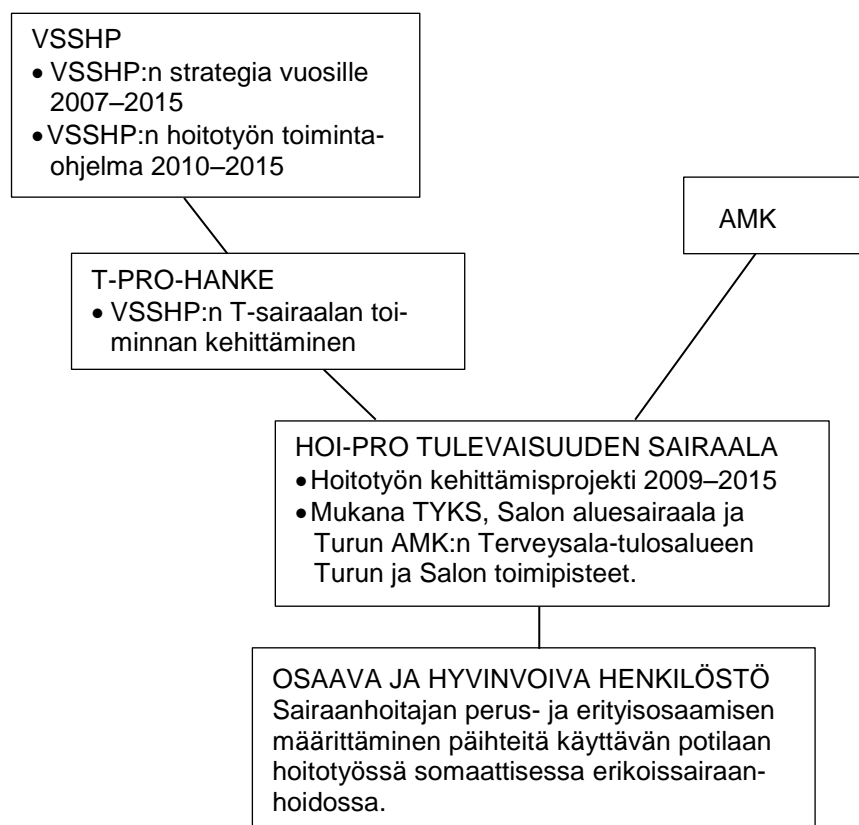 VSSHP
• VSSHP:n strategia vuosille
2007–2015
• VSSHP:n hoitotyön toiminta-
ohjelma 2010–2015
AMK
T-PRO-HANKE
• VSSHP:n T-sairaalan toi-
minnan kehittäminen
HOI-PRO TULEVAISUUDEN SAIRAALA
• Hoitotyön kehittämisprojekti 2009–2015
• Mukana TYKS, Salon aluesairaala ja
Turun AMK:n Terveysala-tulosalueen
Turun ja Salon toimipisteet.
OSAAVA JA HYVINVOIVA HENKILÖSTÖ
Sairaanhoitajan perus- ja erityisosaamisen
määrittäminen päihteitä käyttävän potilaan
hoitotyössä somaattisessa erikoissairaan-
hoidossa.